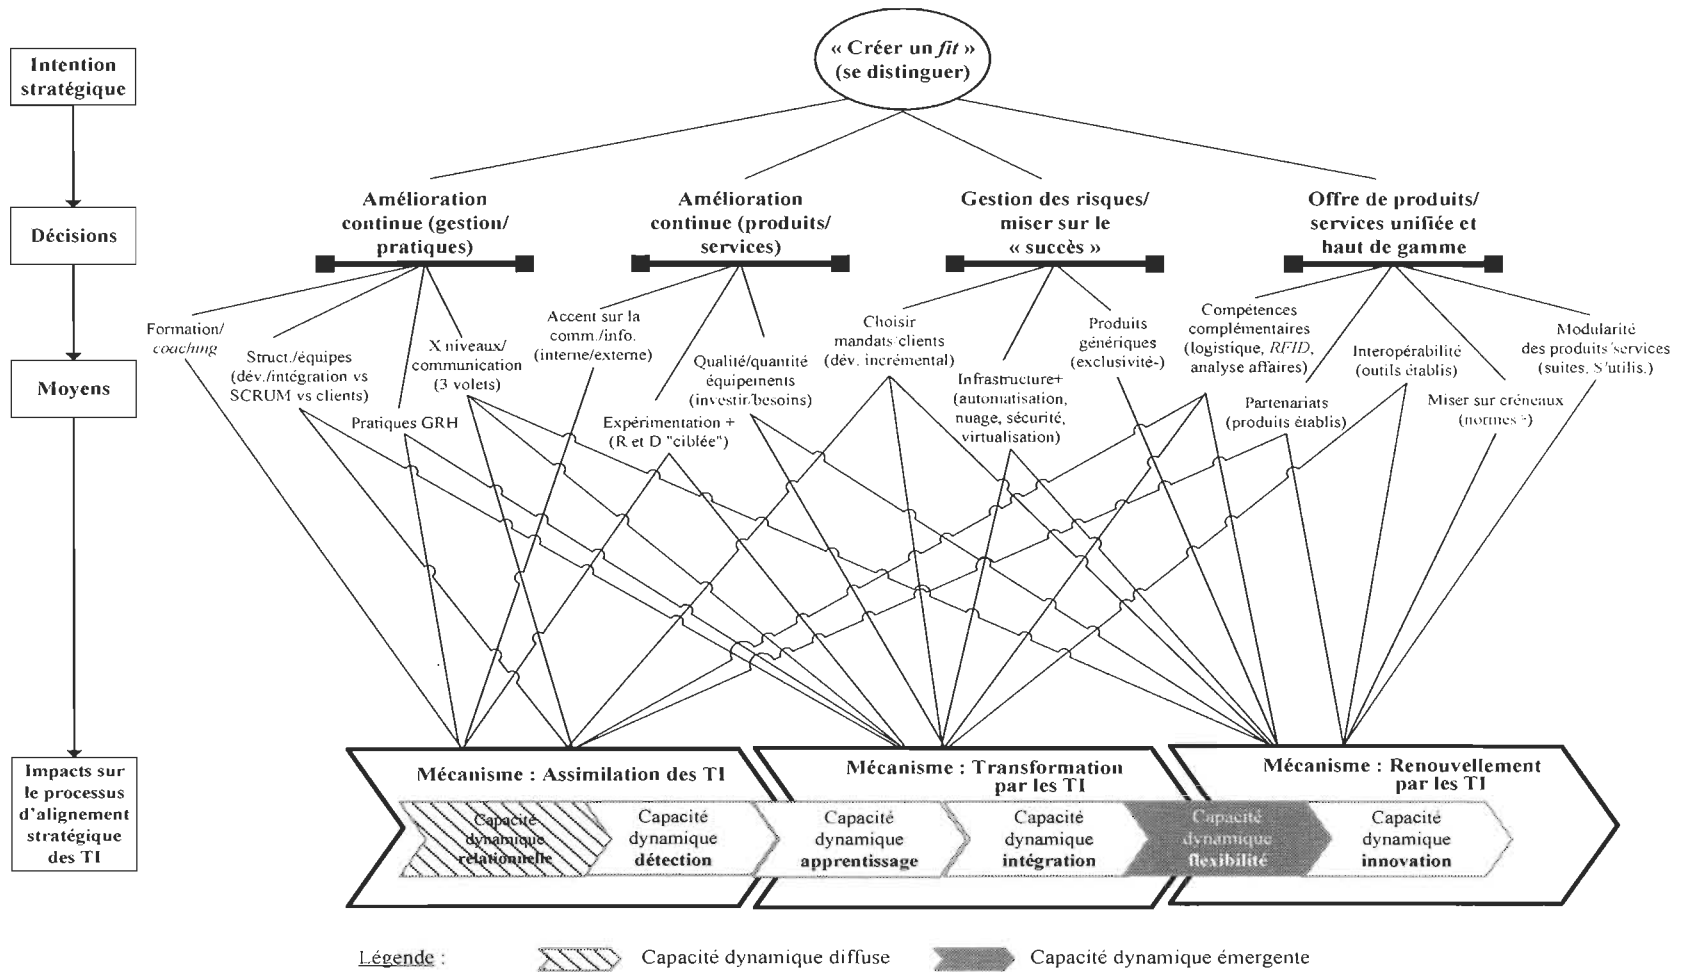 « Créer un fit »
(se distinguer)
Intention
stratégique
Décisions
Moyens
Impacts sur
le processus
d'alignement
stratégique
des TI
Amélioration
continue (gestion/
pratiques)
Amélioration
continue (produits/
services)
Gestion des risques/
miser sur le
« succès »
Offre de produits/
services unifiée et
haut de gamme
Formation/
coaching
Struct./équipes
(dév./intégration vs
SCRUM vs clients)
Pratiques GRH
X niveaux/
communication
(3 volets)
Accent sur la
comm./info.
(interne/externe)
Expérimentation +
(R et D "ciblée")
Qualité/quantité
équipements
(investir/besoins)
Choisir
mandats/clients
(dév. incrémental)
Infrastructure+
(automatisation,
nuage, sécurité,
virtualisation)
Produits
génériques
(exclusivité-)
Compétences
complémentaires
(logistique, RFID,
analyse affaires)
Partenariats
(produits établis)
Interopérabilité
(outils établis)
Miser sur créneaux
(normes +)
Modularité
des produits/services
(suites, S/utilis.)
Mécanisme : Assimilation des TI
Capacité
dynamique
relationnelle
Capacité
dynamique
détection
Mécanisme : Transformation
par les TI
Capacité
dynamique
apprentissage
Capacité
dynamique
intégration
Mécanisme : Renouvellement
par les TI
Capacité
dynamique
flexibilité
Capacité
dynamique
innovation
Légende :
Capacité dynamique diffuse
Capacité dynamique émergente